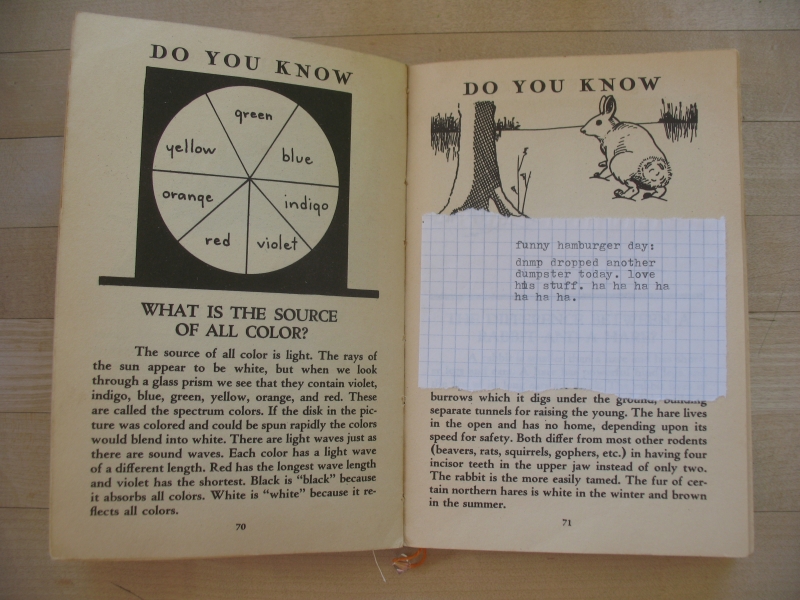 DO YOU KNOW
green
yellow
blue
orange
indigo
red
violet
WHAT IS THE SOURCE
OF ALL COLOR?
The source of all color is light. The rays of
the sun appear to be white, but when we look
through a glass prism we see that they contain violet,
indigo, blue, green, yellow, orange, and red. These
are called the spectrum colors. If the disk in the pic-
ture was colored and could be spun rapidly the colors
would blend into white. There are light waves just as
there are sound waves. Each color has a light wave
of a different length. Red has the longest wave length
and violet has the shortest. Black is "black" because
it absorbs all colors. White is "white" because it re-
flects all colors.
70
DO YOU KNOW
funny hamburger day:
dnmp dropped another
dumpster today. love
his stuff. ha ha ha ha
ha ha ha.
burrows which it digs under the ground, building
separate tunnels for raising the young. The hare lives
in the open and has no home, depending upon its
speed for safety. Both differ from most other rodents
(beavers, rats, squirrels, gophers, etc.) in having four
incisor teeth in the upper jaw instead of only two.
The rabbit is the more easily tamed. The fur of cer-
tain northern hares is white in the winter and brown
in the summer.
71